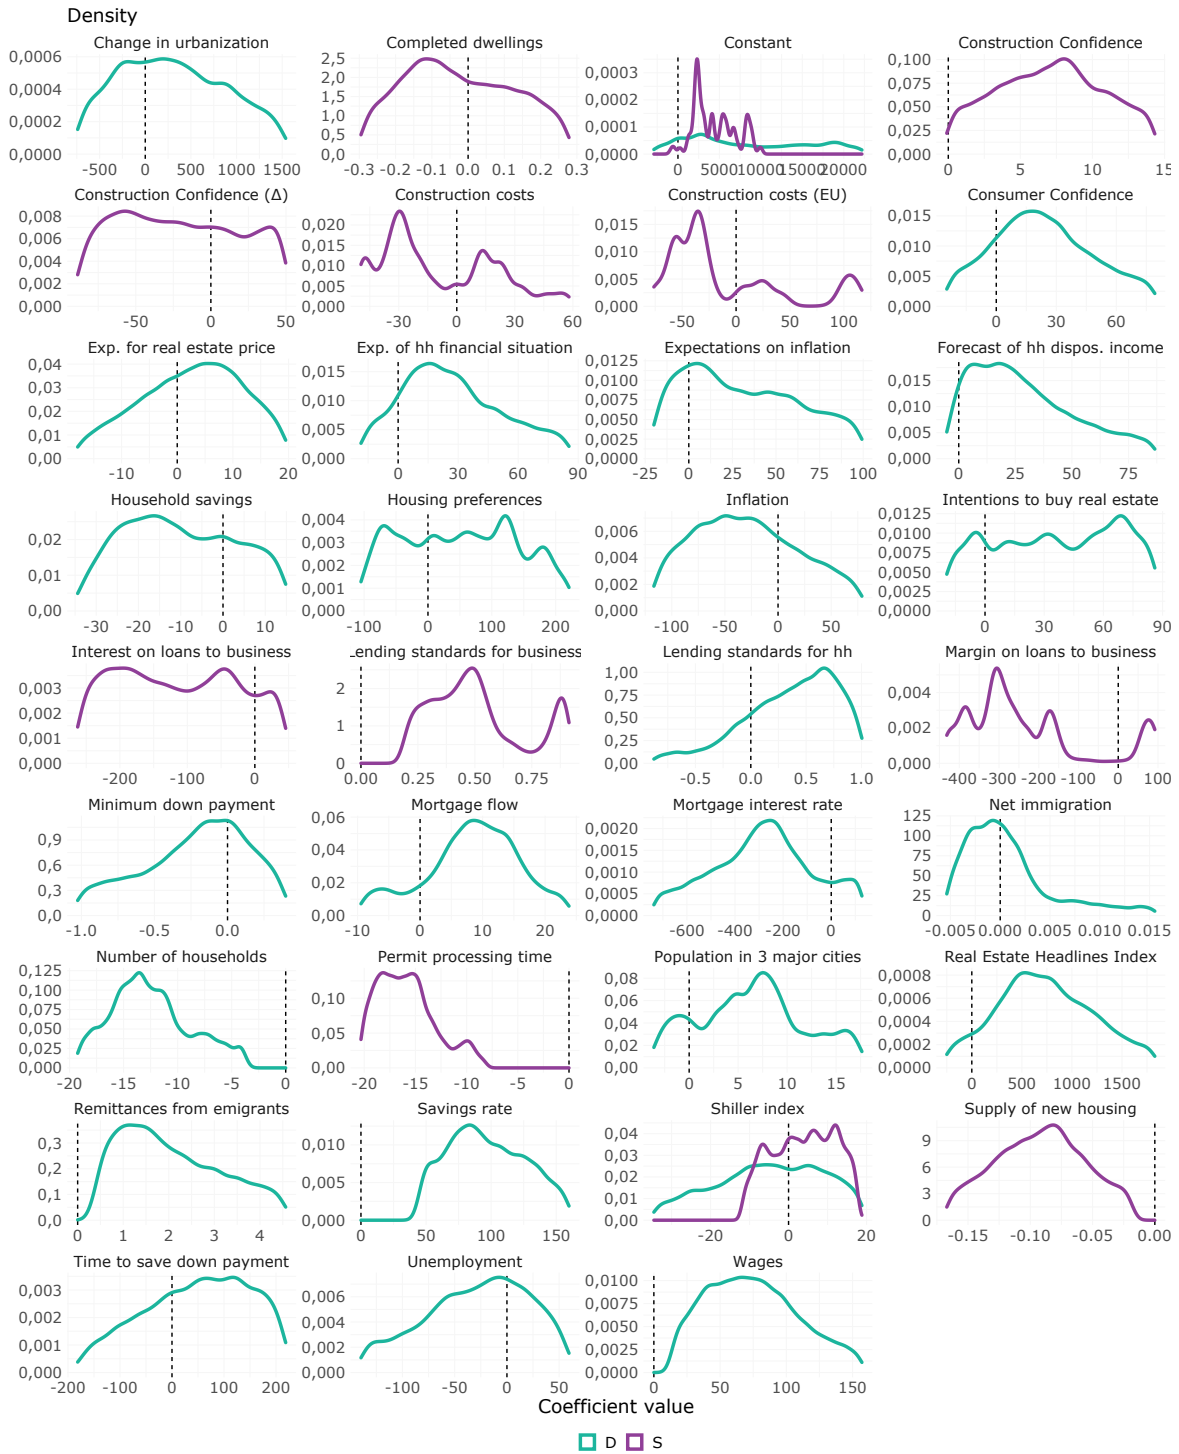 Density
Change in urbanization
0,0006
0,0004
0,0002
0,0000
-500 0 500 1000 1500
Completed dwellings
2,5
2,0
1,5
1,0
0,5
0,0
-0.3 -0.2 -0.1 0.0 0.1 0.2 0.3
Constant
0,0003
0,0002
0,0001
0,0000
0 5000 10000 15000 20000
Construction Confidence
0,100
0,075
0,050
0,025
0,000
0 5 10 15
Construction Confidence (Δ)
0,008
0,006
0,004
0,002
0,000
-50 0 50
Construction costs
0,020
0,015
0,010
0,005
0,000
-30 0 30 60
Construction costs (EU)
0,015
0,010
0,005
0,000
-50 0 50 100
Consumer Confidence
0,015
0,010
0,005
0,000
0 30 60
Exp. for real estate price
0,04
0,03
0,02
0,01
0,00
-10 0 10 20
Exp. of hh financial situation
0,015
0,010
0,005
0,000
0 30 60 90
Expectations on inflation
0,0125
0,0100
0,0075
0,0050
0,0025
0,0000
-25 0 25 50 75 100
Forecast of hh dispos. income
0,015
0,010
0,005
0,000
0 25 50 75
Household savings
0,02
0,01
0,00
-30 -20 -10 0 10
Housing preferences
0,004
0,003
0,002
0,001
0,000
-100 0 100 200
Inflation
0,006
0,004
0,002
0,000
-100 -50 0 50
Intentions to buy real estate
0,0125
0,0100
0,0075
0,0050
0,0025
0,0000
0 30 60 90
Interest on loans to business
0,003
0,002
0,001
0,000
-200 -100 0
ending standards for business
2
1
0
0.00 0.25 0.50 0.75
Lending standards for hh
1,00
0,75
0,50
0,25
0,00
-0.5 0.0 0.5 1.0
Margin on loans to business
0,004
0,002
0,000
-400 -300 -200 -100 0 100
Minimum down payment
0,9
0,6
0,3
0,0
-1.0 -0.5 0.0
Mortgage flow
0,06
0,04
0,02
0,00
-10 0 10 20
Mortgage interest rate
0,0020
0,0015
0,0010
0,0005
0,0000
-600 -400 -200 0
Net immigration
125
100
75
50
25
0
-0.005 0.000 0.005 0.010 0.015
Number of households
0,125
0,100
0,075
0,050
0,025
0,000
-20 -15 -10 -5 0
Permit processing time
0,10
0,05
0,00
-20 -15 -10 -5 0
Population in 3 major cities
0,08
0,06
0,04
0,02
0,00
0 5 10 15
Real Estate Headlines Index
0,0008
0,0006
0,0004
0,0002
0,0000
0 500 1000 1500
Remittances from emigrants
0,3
0,2
0,1
0,0
0 1 2 3 4
Savings rate
0,010
0,005
0,000
0 50 100 150
Shiller index
0,04
0,03
0,02
0,01
0,00
-20 0 20
Supply of new housing
9
6
3
0
-0.15 -0.10 -0.05 0.00
Time to save down payment
0,003
0,002
0,001
0,000
-200 -100 0 100 200
Unemployment
0,006
0,004
0,002
0,000
-100 -50 0 50
Wages
0,0100
0,0075
0,0050
0,0025
0,0000
0 50 100 150
Coefficient value
D S